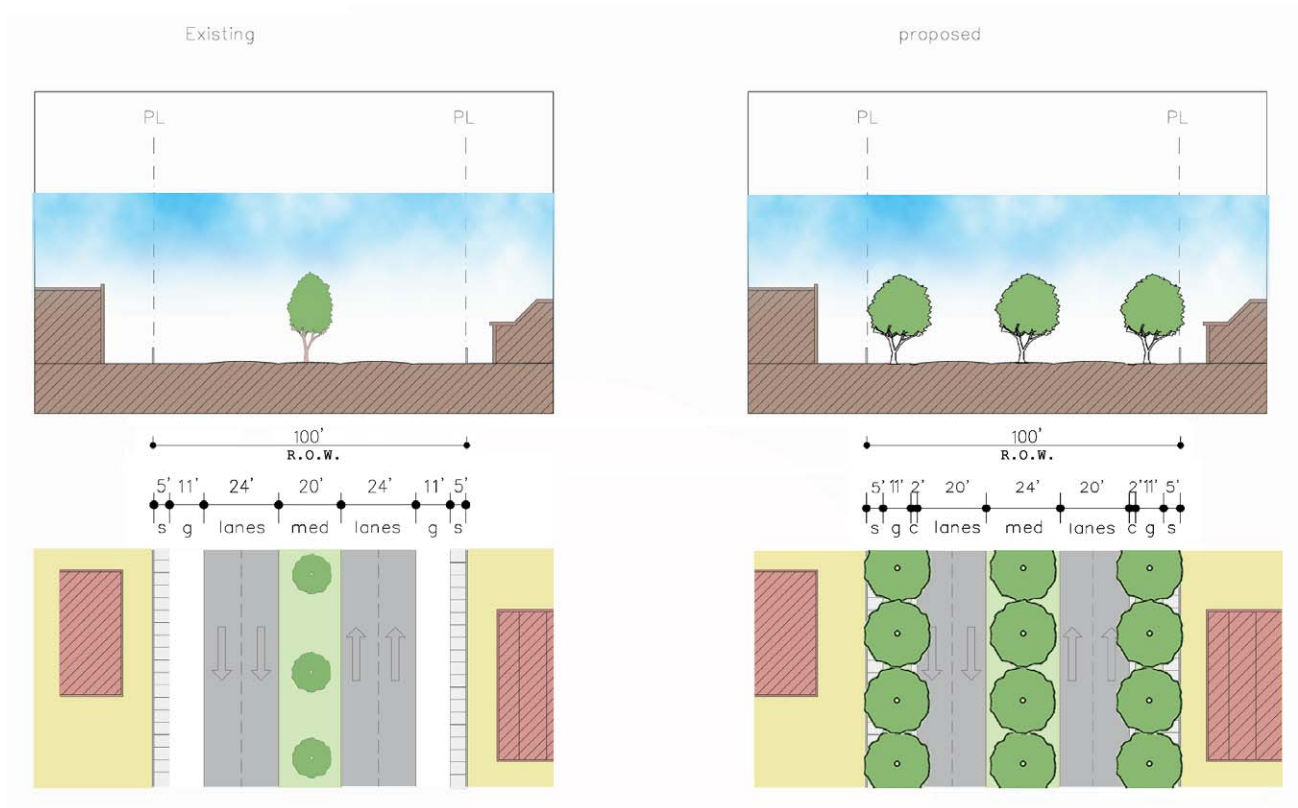 Existing
PL PL
100'
R.O.W.
5' 11' 24' 20' 24' 11' 5'
s g lanes med lanes g s
proposed
PL PL
100'
R.O.W.
5' 11' 2' 20' 24' 20' 2' 11' 5'
s g c lanes med lanes c g s